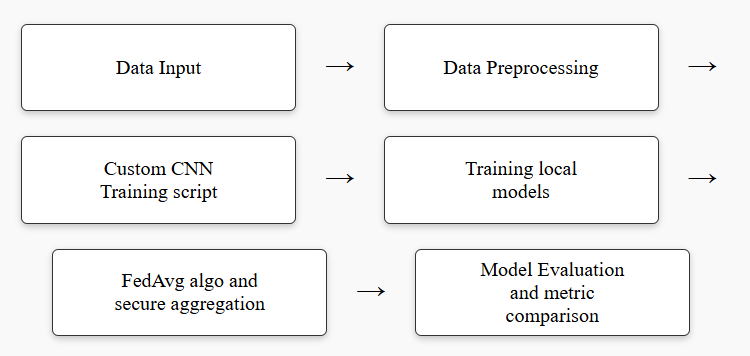 Data Input
Data Preprocessing
Custom CNN
Training script
Training local
models
FedAvg algo and
secure aggregation
Model Evaluation
and metric
comparison